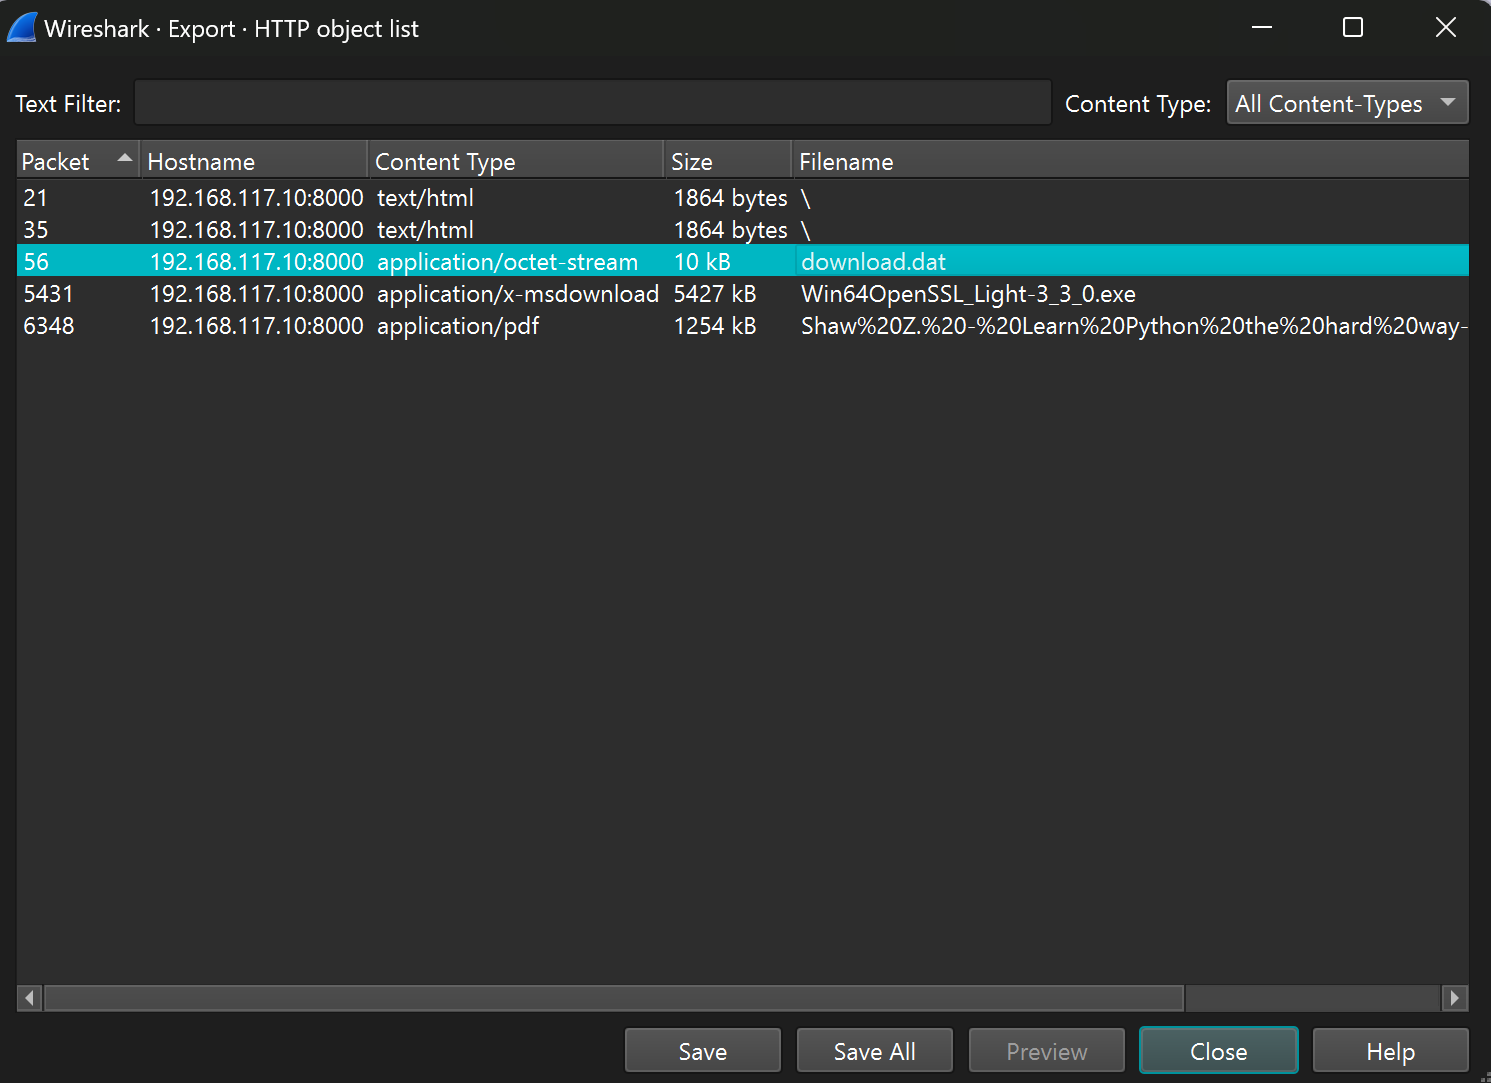 Wireshark · Export · HTTP object list
Text Filter: Content Type: All Content-Types
Packet Hostname Content Type Size Filename
21 192.168.117.10:8000 text/html 1864 bytes \
35 192.168.117.10:8000 text/html 1864 bytes \
56 192.168.117.10:8000 application/octet-stream 10 kB download.dat
5431 192.168.117.10:8000 application/x-msdownload 5427 kB Win64OpenSSL_Light-3_3_0.exe
6348 192.168.117.10:8000 application/pdf 1254 kB Shaw%20Z.%20-%20Learn%20Python%20the%20hard%20way-
Save Save All Preview Close Help